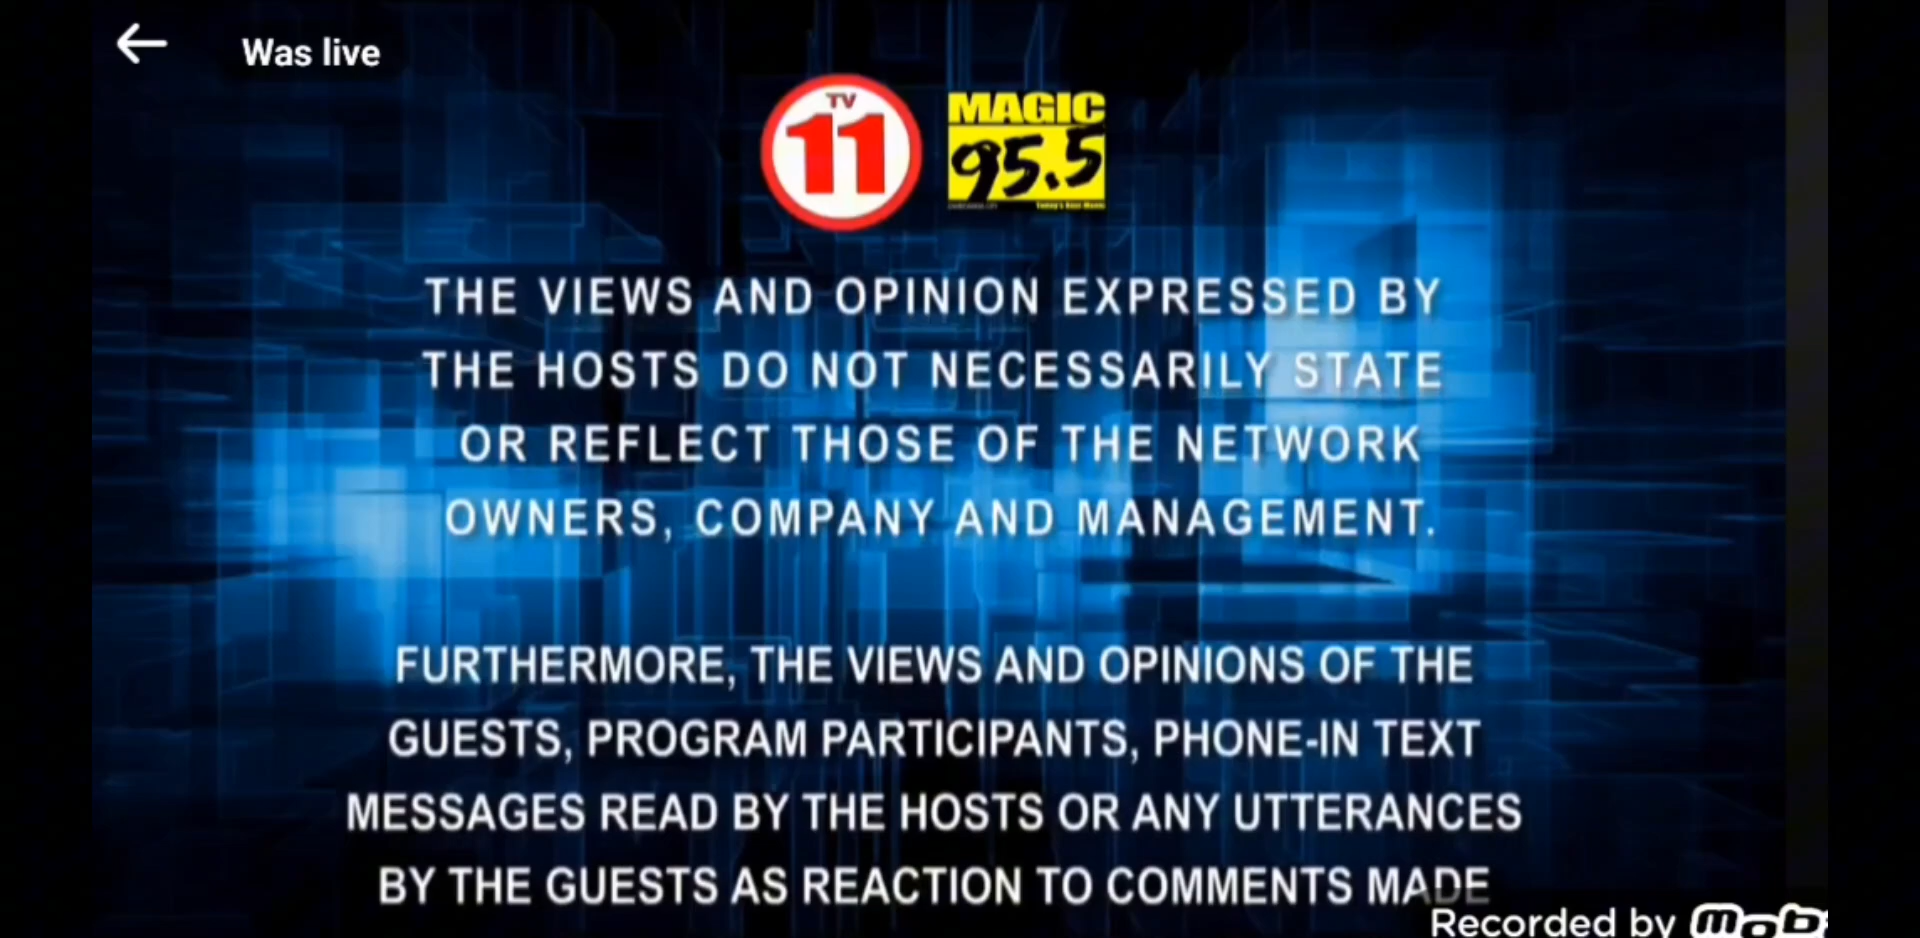 Was live
TV
11
MAGIC
95.5
THE VIEWS AND OPINION EXPRESSED BY
THE HOSTS DO NOT NECESSARILY STATE
OR REFLECT THOSE OF THE NETWORK
OWNERS, COMPANY AND MANAGEMENT.
FURTHERMORE, THE VIEWS AND OPINIONS OF THE
GUESTS, PROGRAM PARTICIPANTS, PHONE-IN TEXT
MESSAGES READ BY THE HOSTS OR ANY UTTERANCES
BY THE GUESTS AS REACTION TO COMMENTS MADE
Recorded by mob